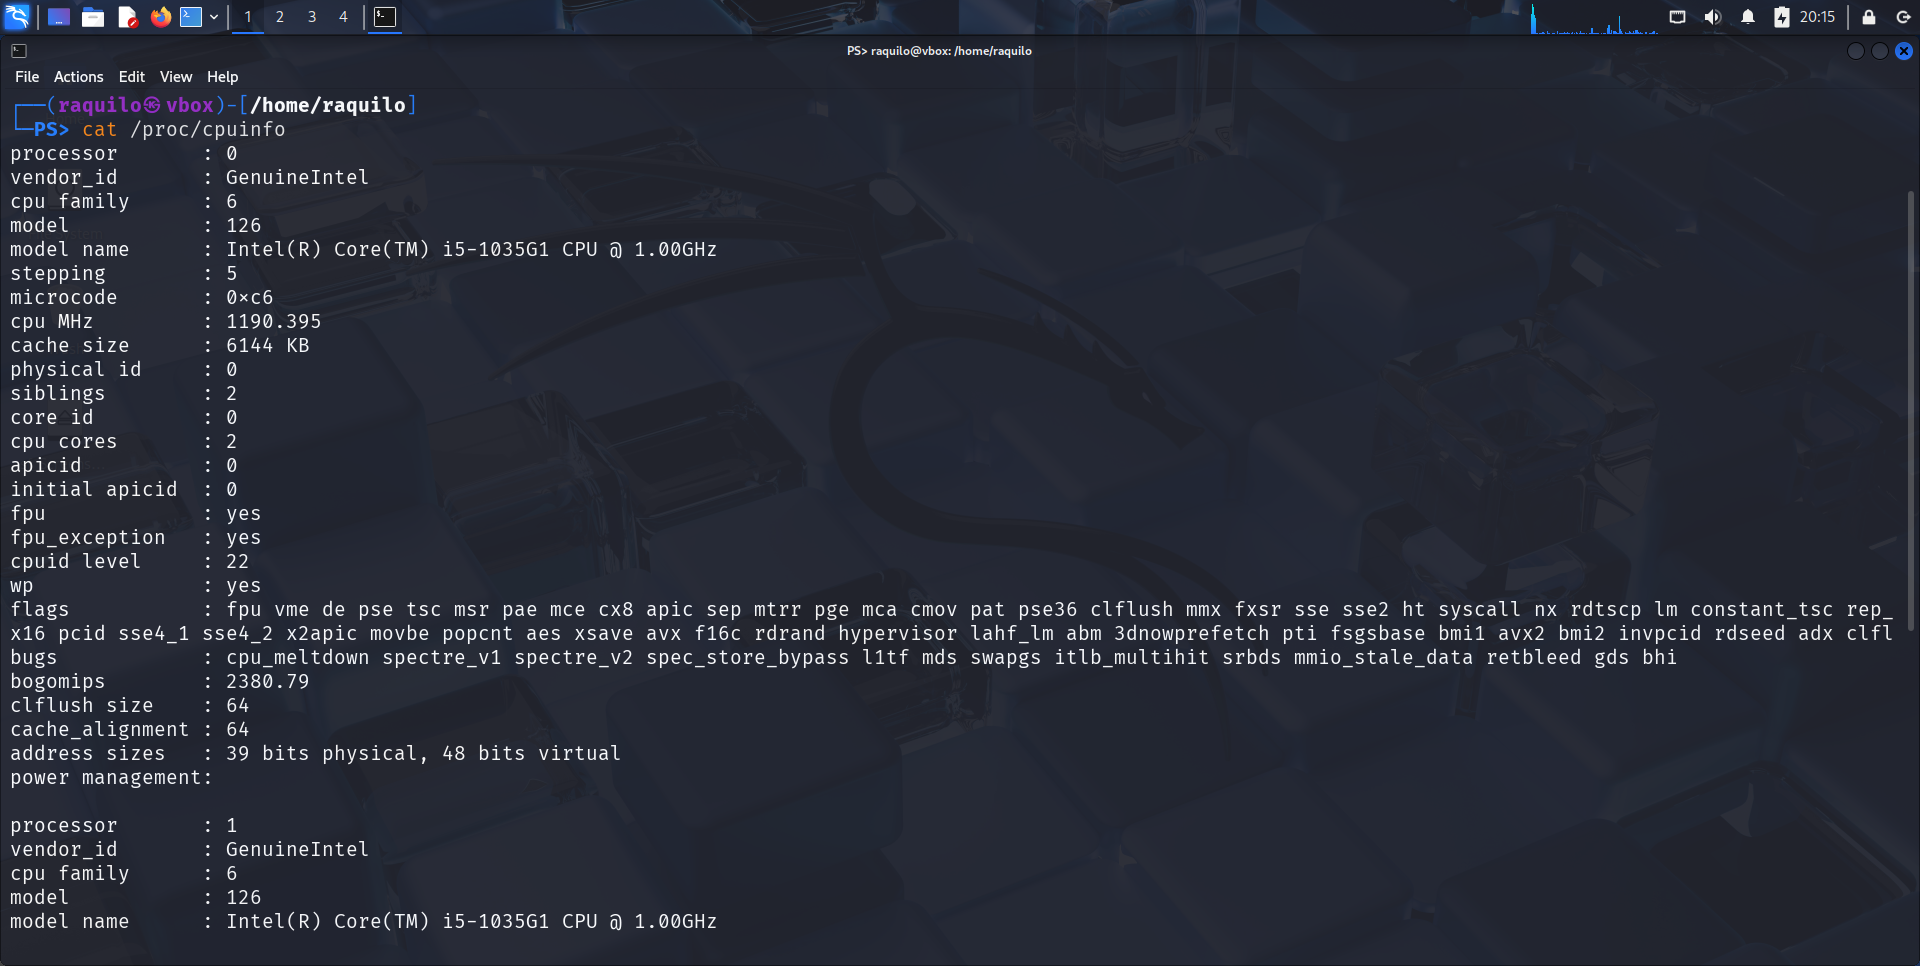 1 2 3 4 20:15
PS> raquilo@vbox: /home/raquilo
File Actions Edit View Help
┌──(raquilo㉿vbox)-[/home/raquilo]
└─PS> cat /proc/cpuinfo
processor : 0
vendor_id : GenuineIntel
cpu family : 6
model : 126
model name : Intel(R) Core(TM) i5-1035G1 CPU @ 1.00GHz
stepping : 5
microcode : 0xc6
cpu MHz : 1190.395
cache size : 6144 KB
physical id : 0
siblings : 2
core id : 0
cpu cores : 2
apicid : 0
initial apicid : 0
fpu : yes
fpu_exception : yes
cpuid level : 22
wp : yes
flags : fpu vme de pse tsc msr pae mce cx8 apic sep mtrr pge mca cmov pat pse36 clflush mmx fxsr sse sse2 ht syscall nx rdtscp lm constant_tsc rep_
x16 pcid sse4_1 sse4_2 x2apic movbe popcnt aes xsave avx f16c rdrand hypervisor lahf_lm abm 3dnowprefetch pti fsgsbase bmi1 avx2 bmi2 invpcid rdseed adx clfl
bugs : cpu_meltdown spectre_v1 spectre_v2 spec_store_bypass l1tf mds swapgs itlb_multihit srbds mmio_stale_data retbleed gds bhi
bogomips : 2380.79
clflush size : 64
cache_alignment : 64
address sizes : 39 bits physical, 48 bits virtual
power management:
processor : 1
vendor_id : GenuineIntel
cpu family : 6
model : 126
model name : Intel(R) Core(TM) i5-1035G1 CPU @ 1.00GHz